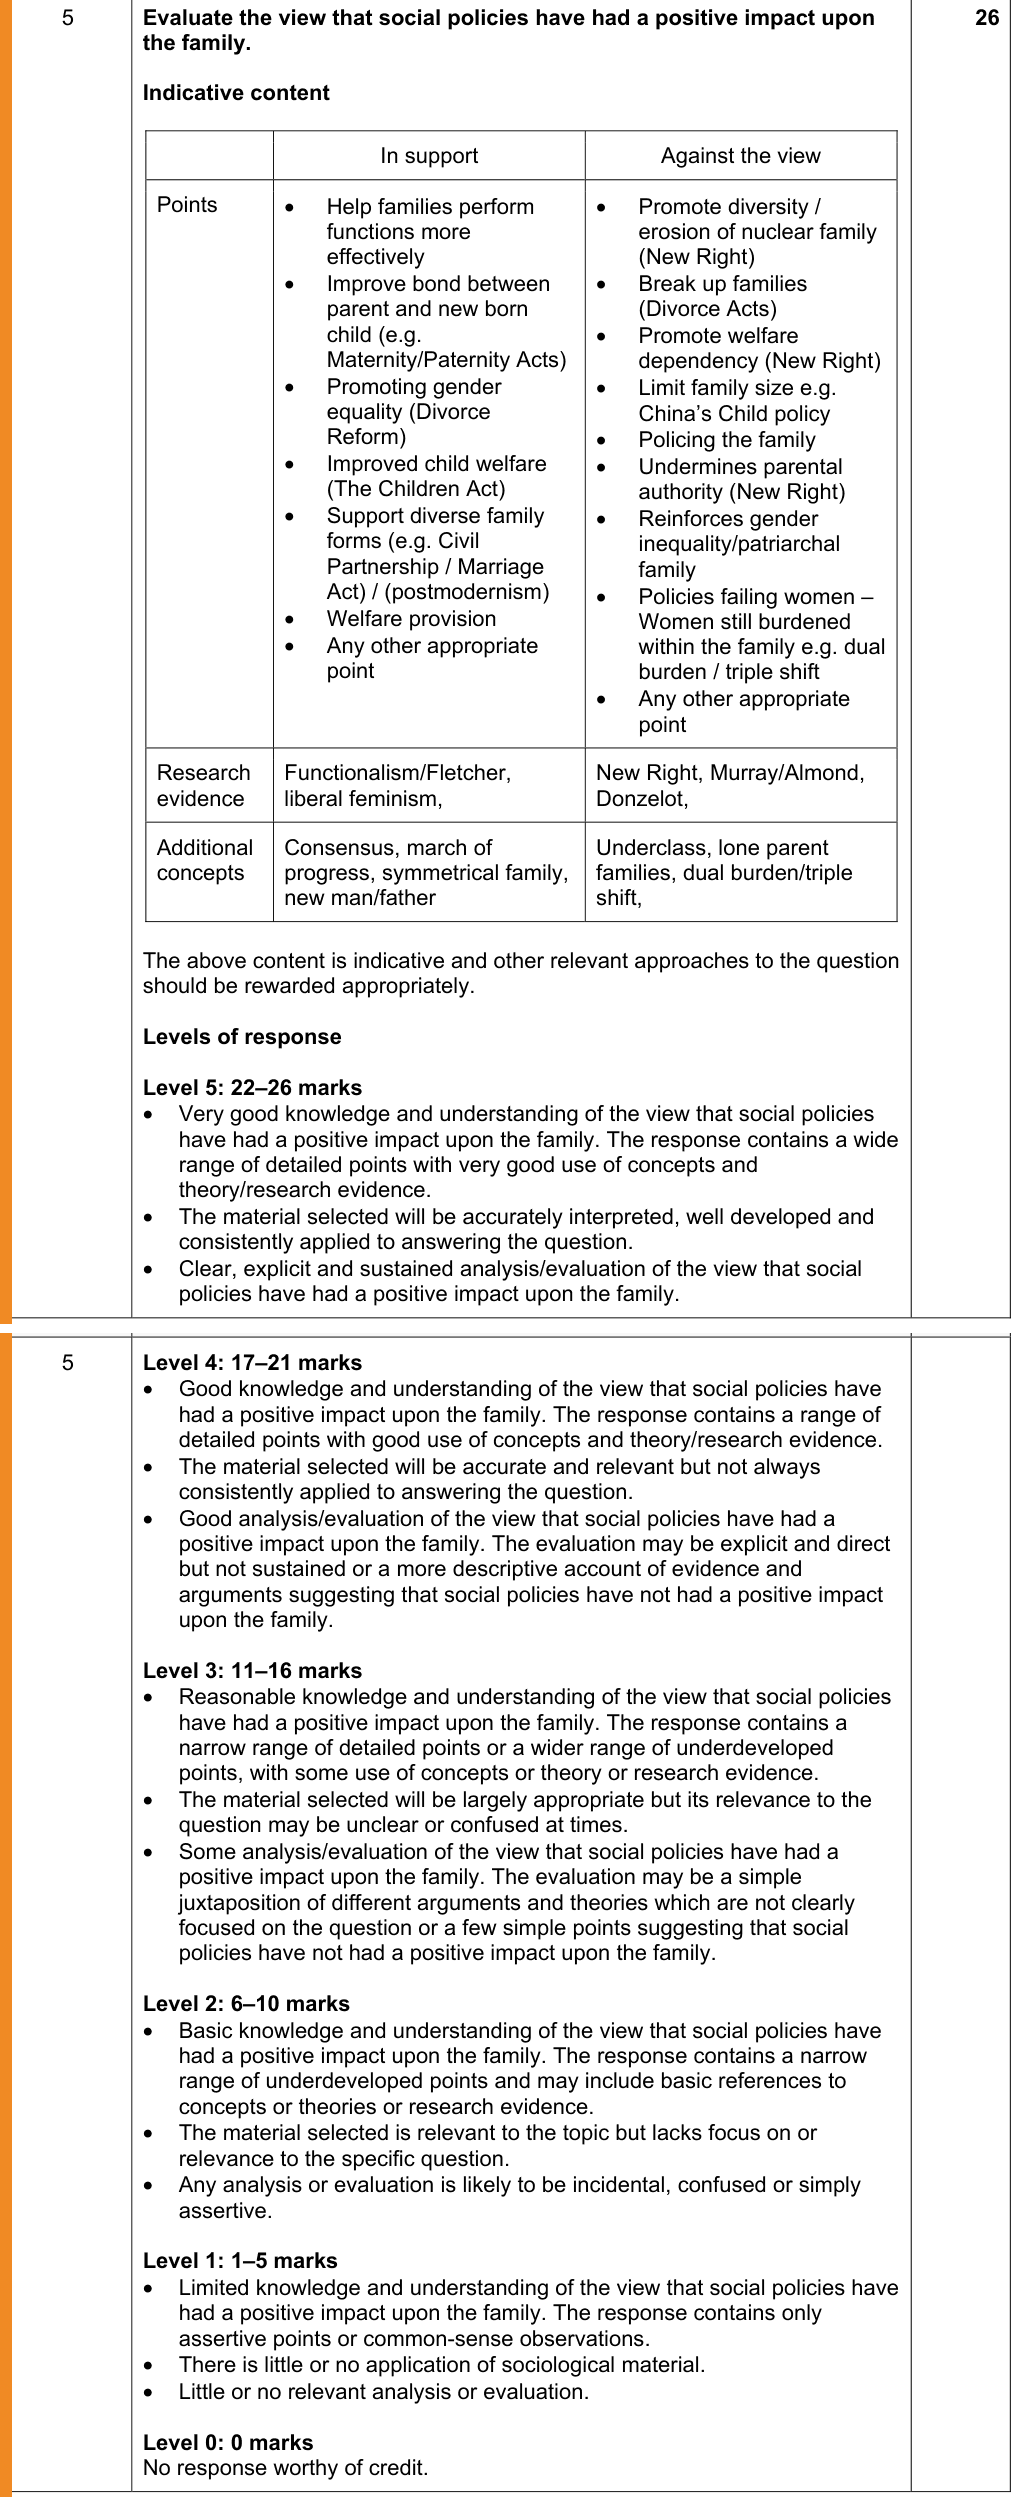 5
Evaluate the view that social policies have had a positive impact upon
the family.
26
Indicative content
In support
Against the view
Points
• Help families perform
functions more
effectively
• Improve bond between
parent and new born
child (e.g.
Maternity/Paternity Acts)
• Promoting gender
equality (Divorce
Reform)
• Improved child welfare
(The Children Act)
• Support diverse family
forms (e.g. Civil
Partnership / Marriage
Act) / (postmodernism)
• Welfare provision
• Any other appropriate
point
• Promote diversity /
erosion of nuclear family
(New Right)
• Break up families
(Divorce Acts)
• Promote welfare
dependency (New Right)
• Limit family size e.g.
China’s Child policy
• Policing the family
• Undermines parental
authority (New Right)
• Reinforces gender
inequality/patriarchal
family
• Policies failing women –
Women still burdened
within the family e.g. dual
burden / triple shift
• Any other appropriate
point
Research
evidence
Functionalism/Fletcher,
liberal feminism,
New Right, Murray/Almond,
Donzelot,
Additional
concepts
Consensus, march of
progress, symmetrical family,
new man/father
Underclass, lone parent
families, dual burden/triple
shift,
The above content is indicative and other relevant approaches to the question
should be rewarded appropriately.
Levels of response
Level 5: 22–26 marks
• Very good knowledge and understanding of the view that social policies
have had a positive impact upon the family. The response contains a wide
range of detailed points with very good use of concepts and
theory/research evidence.
• The material selected will be accurately interpreted, well developed and
consistently applied to answering the question.
• Clear, explicit and sustained analysis/evaluation of the view that social
policies have had a positive impact upon the family.
5
Level 4: 17–21 marks
• Good knowledge and understanding of the view that social policies have
had a positive impact upon the family. The response contains a range of
detailed points with good use of concepts and theory/research evidence.
• The material selected will be accurate and relevant but not always
consistently applied to answering the question.
• Good analysis/evaluation of the view that social policies have had a
positive impact upon the family. The evaluation may be explicit and direct
but not sustained or a more descriptive account of evidence and
arguments suggesting that social policies have not had a positive impact
upon the family.
Level 3: 11–16 marks
• Reasonable knowledge and understanding of the view that social policies
have had a positive impact upon the family. The response contains a
narrow range of detailed points or a wider range of underdeveloped
points, with some use of concepts or theory or research evidence.
• The material selected will be largely appropriate but its relevance to the
question may be unclear or confused at times.
• Some analysis/evaluation of the view that social policies have had a
positive impact upon the family. The evaluation may be a simple
juxtaposition of different arguments and theories which are not clearly
focused on the question or a few simple points suggesting that social
policies have not had a positive impact upon the family.
Level 2: 6–10 marks
• Basic knowledge and understanding of the view that social policies have
had a positive impact upon the family. The response contains a narrow
range of underdeveloped points and may include basic references to
concepts or theories or research evidence.
• The material selected is relevant to the topic but lacks focus on or
relevance to the specific question.
• Any analysis or evaluation is likely to be incidental, confused or simply
assertive.
Level 1: 1–5 marks
• Limited knowledge and understanding of the view that social policies have
had a positive impact upon the family. The response contains only
assertive points or common-sense observations.
• There is little or no application of sociological material.
• Little or no relevant analysis or evaluation.
Level 0: 0 marks
No response worthy of credit.